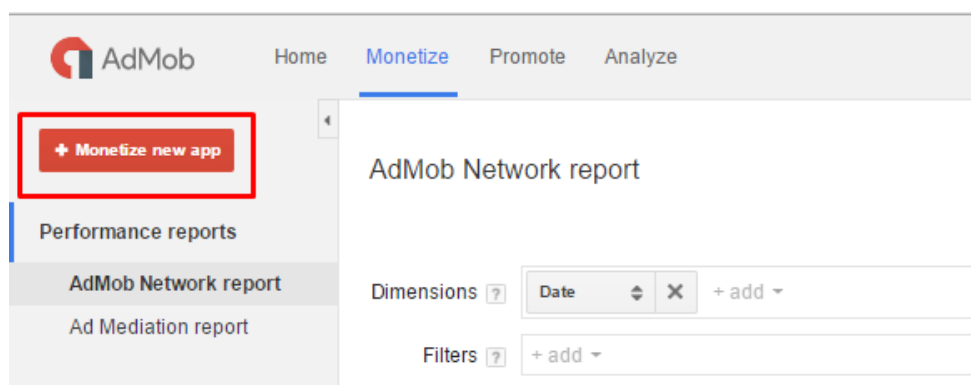 AdMob Home Monetize Promote Analyze
+ Monetize new app
AdMob Network report
Performance reports
AdMob Network report
Ad Mediation report
Dimensions ? Date + add
Filters ? + add